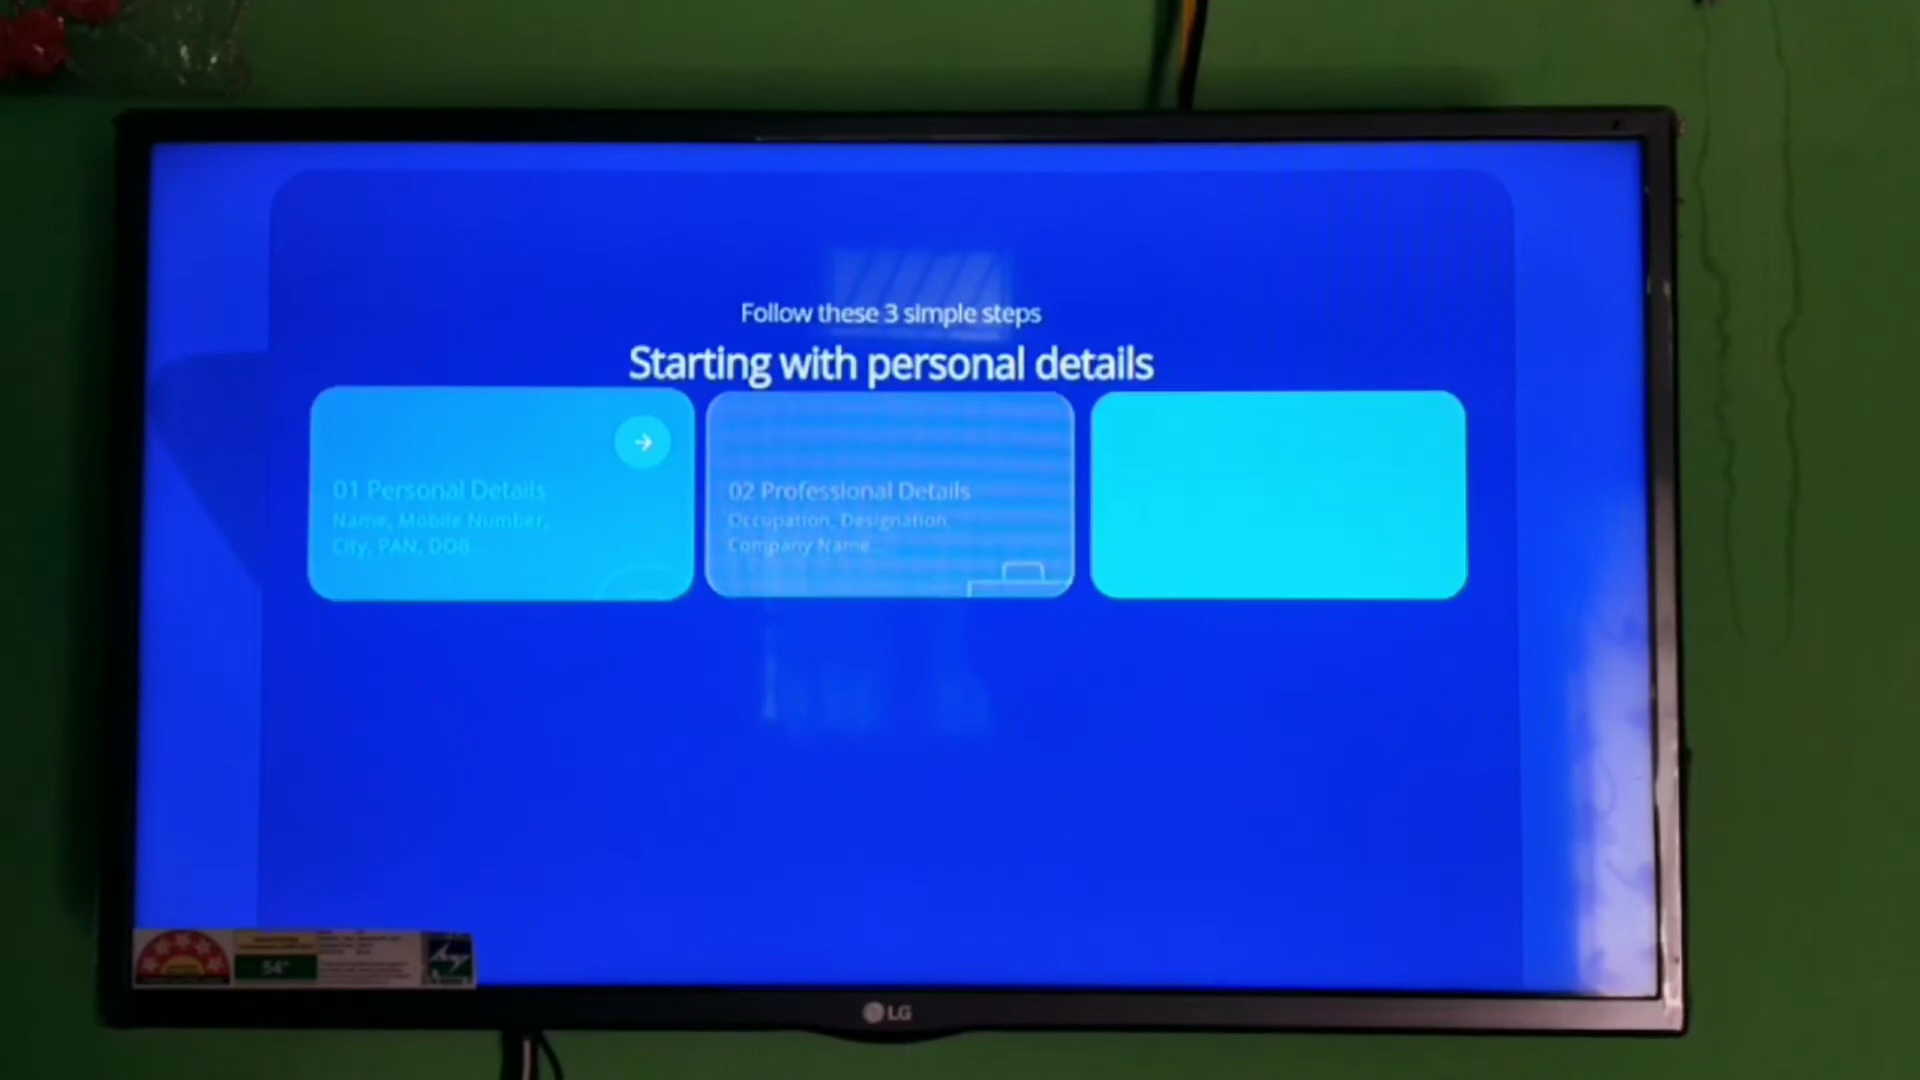 Follow these 3 simple steps
Starting with personal details
01 Personal Details
Name, Mobile Number,
City, PAN, DOB...
02 Professional Details
Occupation, Designation
Company Name
54"
LG